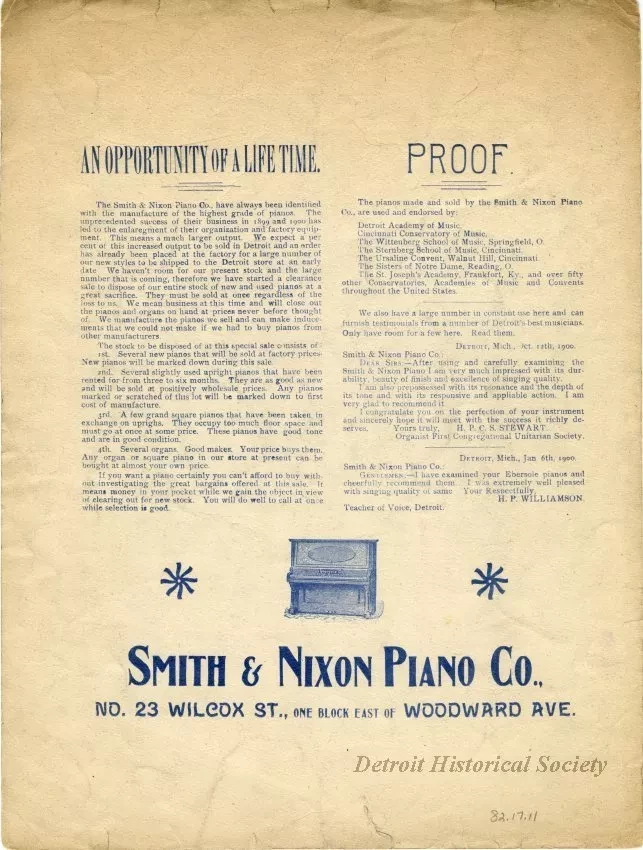 AN OPPORTUNITY OF A LIFE TIME.
The Smith & Nixon Piano Co., have always been identified
with the manufacture of the highest grade of pianos. The
unprecedented success of their business in 1899 and 1900 has
led to the enlaregment of their organization and factory equip-
ment. This means a much larger output. We expect a per
cent of this increased output to be sold in Detroit and an order
has already been placed at the factory for a large number of
our new styles to be shipped to the Detroit store at an early
date We haven't room for our present stock and the large
number that is coming, therefore we have started a clearance
sale to dispose of our entire stock of new and used pianos at a
great sacrifice. They must be sold at once regardless of the
loss to us. We mean business at this time and will close out
the pianos and organs on hand at prices never before thought
of. We manufacture the pianos we sell and can make induce-
ments that we could not make if we had to buy pianos from
other manufacturers.
The stock to be disposed of at this special sale consists of
1st. Several new pianos that will be sold at factory prices.
New pianos will be marked down during this sale.
2nd. Several slightly used upright pianos that have been
rented for from three to six months. They are as good as new
and will be sold at positively wholesale prices. Any pianos
marked or scratched of this lot will be marked down to first
cost of manufacture.
3rd. A few grand square pianos that have been taken in
exchange on uprighs. They occupy too much floor space and
must go at once at some price. These pianos have good tone
and are in good condition.
4th. Several organs. Good makes. Your price buys them.
Any organ or square piano in our store at present can be
bought at almost your own price.
If you want a piano certainly you can't afford to buy with-
out investigating the great bargains offered at this sale. It
means money in your pocket while we gain the object in view
of clearing out for new stock. You will do well to call at once
while selection is good.
PROOF.
The pianos made and sold by the Smith & Nixon Piano
Co., are used and endorsed by:
Detroit Academy of Music,
Cincinnati Conservatory of Music,
The Wittenberg School of Music, Springfield, O.
The Sternberg School of Music, Cincinnati.
The Ursaline Convent, Walnut Hill, Cincinnati
The Sisters of Notre Dame, Reading, O.
The St. Joseph's Academy, Frankfort, Ky., and over fifty
other Conservatories, Academies of Music and Convents
throughout the United States.
We also have a large number in constant use here and can
furnish testimonials from a number of Detroit's best musicians.
Only have room for a few here. Read them.
DETROIT, Mich., ct. 12th, 1900.
Smith & Nixon Piano Co.:
DEAR SIRS:—After using and carefully examining the
Smith & Nixon Piano I am very much impressed with its dur-
ability, beauty of finish and excellence of singing quality.
I am also prepossessed with its resonance and the depth of
its tone and with its responsive and appliable action. I am
very glad to recommend it.
I congratulate you on the perfection of your instrument
and sincerely hope it will meet with the success it richly de-
serves. Yours truly, H. P. C. S. STEWART.
Organist First Congregational Unitarian Society.
DETROIT, Mich., Jan 6th, 1900.
Smith & Nixon Piano Co.:
GENTLEMEN:—I have examined your Ebersole pianos and
cheerfully recommend them I was extremely well pleased
with singing quality of same Your Respectfully,
H. P. WILLIAMSON.
Teacher of Voice, Detroit.
SMITH & NIXON PIANO CO.,
NO. 23 WILCOX ST., ONE BLOCK EAST OF WOODWARD AVE.
Detroit Historical Society
82.17.11